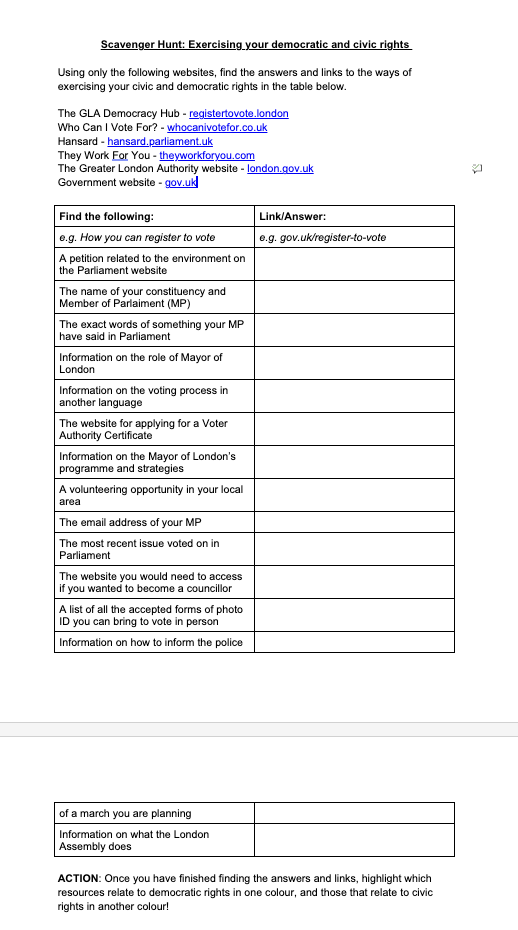 Scavenger Hunt: Exercising your democratic and civic rights
Using only the following websites, find the answers and links to the ways of
exercising your civic and democratic rights in the table below.
The GLA Democracy Hub - registertovote.london
Who Can I Vote For? - whocanivotefor.co.uk
Hansard - hansard.parliament.uk
They Work For You - theyworkforyou.com
The Greater London Authority website - london.gov.uk
Government website - gov.uk
Find the following:
Link/Answer:
e.g. How you can register to vote
e.g. gov.uk/register-to-vote
A petition related to the environment on
the Parliament website
The name of your constituency and
Member of Parlaiment (MP)
The exact words of something your MP
have said in Parliament
Information on the role of Mayor of
London
Information on the voting process in
another language
The website for applying for a Voter
Authority Certificate
Information on the Mayor of London's
programme and strategies
A volunteering opportunity in your local
area
The email address of your MP
The most recent issue voted on in
Parliament
The website you would need to access
if you wanted to become a councillor
A list of all the accepted forms of photo
ID you can bring to vote in person
Information on how to inform the police
of a march you are planning
Information on what the London
Assembly does
ACTION: Once you have finished finding the answers and links, highlight which
resources relate to democratic rights in one colour, and those that relate to civic
rights in another colour!